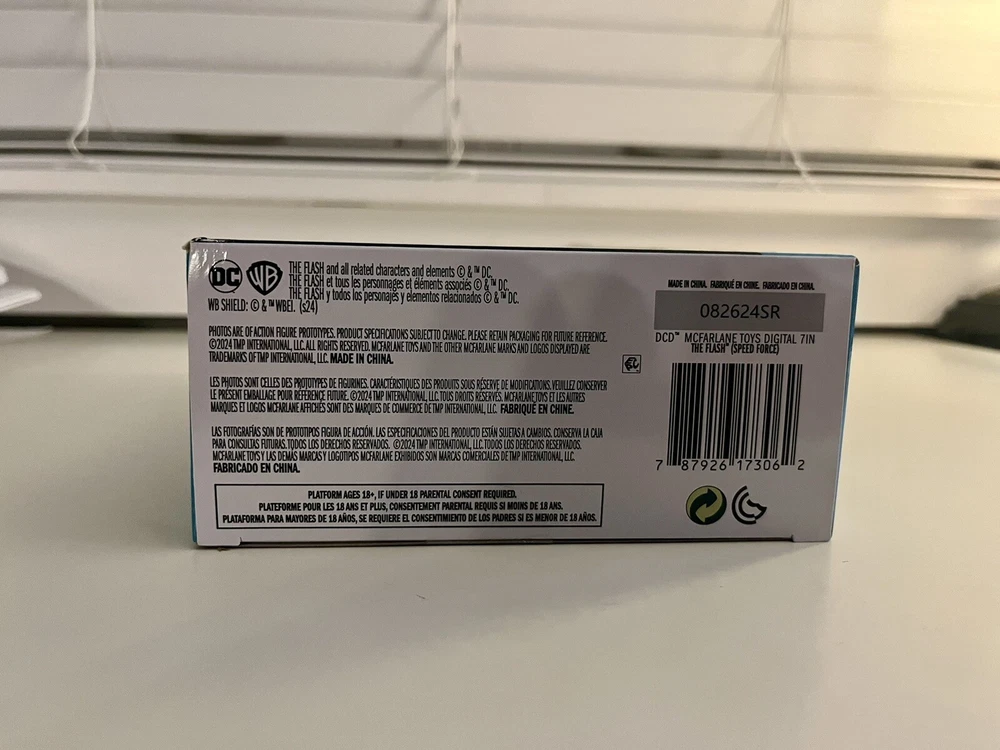 DC WB THE FLASH and all related characters and elements © & ™ DC.
THE FLASH et tous les personnages et éléments associés © & ™ DC.
THE FLASH y todos los personajes y elementos relacionados © & ™ DC.
WB SHIELD: © & ™ WBEI. (s24)
PHOTOS ARE OF ACTION FIGURE PROTOTYPES. PRODUCT SPECIFICATIONS SUBJECT TO CHANGE. PLEASE RETAIN PACKAGING FOR FUTURE REFERENCE.
©2024 TMP INTERNATIONAL, LLC. ALL RIGHTS RESERVED. MCFARLANE TOYS AND THE OTHER MCFARLANE MARKS AND LOGOS DISPLAYED ARE
TRADEMARKS OF TMP INTERNATIONAL, LLC. MADE IN CHINA.
LES PHOTOS SONT CELLES DES PROTOTYPES DE FIGURINES. CARACTÉRISTIQUES DES PRODUITS SOUS RÉSERVE DE MODIFICATIONS. VEUILLEZ CONSERVER
LE PRÉSENT EMBALLAGE POUR RÉFÉRENCE FUTURE. ©2024 TMP INTERNATIONAL, LLC. TOUS DROITS RÉSERVÉS. MCFARLANE TOYS ET LES AUTRES
MARQUES ET LOGOS MCFARLANE AFFICHÉS SONT DES MARQUES DE COMMERCE DE TMP INTERNATIONAL, LLC. FABRIQUÉ EN CHINE.
LAS FOTOGRAFÍAS SON DE PROTOTIPOS FIGURA DE ACCIÓN. LAS ESPECIFICACIONES DEL PRODUCTO ESTÁN SUJETAS A CAMBIOS. CONSERVA LA CAJA
PARA CONSULTAS FUTURAS. TODOS LOS DERECHOS RESERVADOS. ©2024 TMP INTERNATIONAL, LLC. TODOS LOS DERECHOS RESERVADOS.
MCFARLANE TOYS Y LAS DEMÁS MARCAS Y LOGOTIPOS MCFARLANE EXHIBIDOS SON MARCAS COMERCIALES DE TMP INTERNATIONAL, LLC.
FABRICADO EN CHINA.
PLATFORM AGES 18+, IF UNDER 18 PARENTAL CONSENT REQUIRED.
PLATEFORME POUR LES 18 ANS ET PLUS, CONSENTEMENT PARENTAL REQUIS SI MOINS DE 18 ANS.
PLATAFORMA PARA MAYORES DE 18 AÑOS, SE REQUIERE EL CONSENTIMIENTO DE LOS PADRES SI ES MENOR DE 18 AÑOS.
MADE IN CHINA. FABRIQUÉ EN CHINE. FABRICADO EN CHINA.
082624SR
DCD™ MCFARLANE TOYS DIGITAL 7IN
THE FLASH™ (SPEED FORCE)
7 87926 17306 2